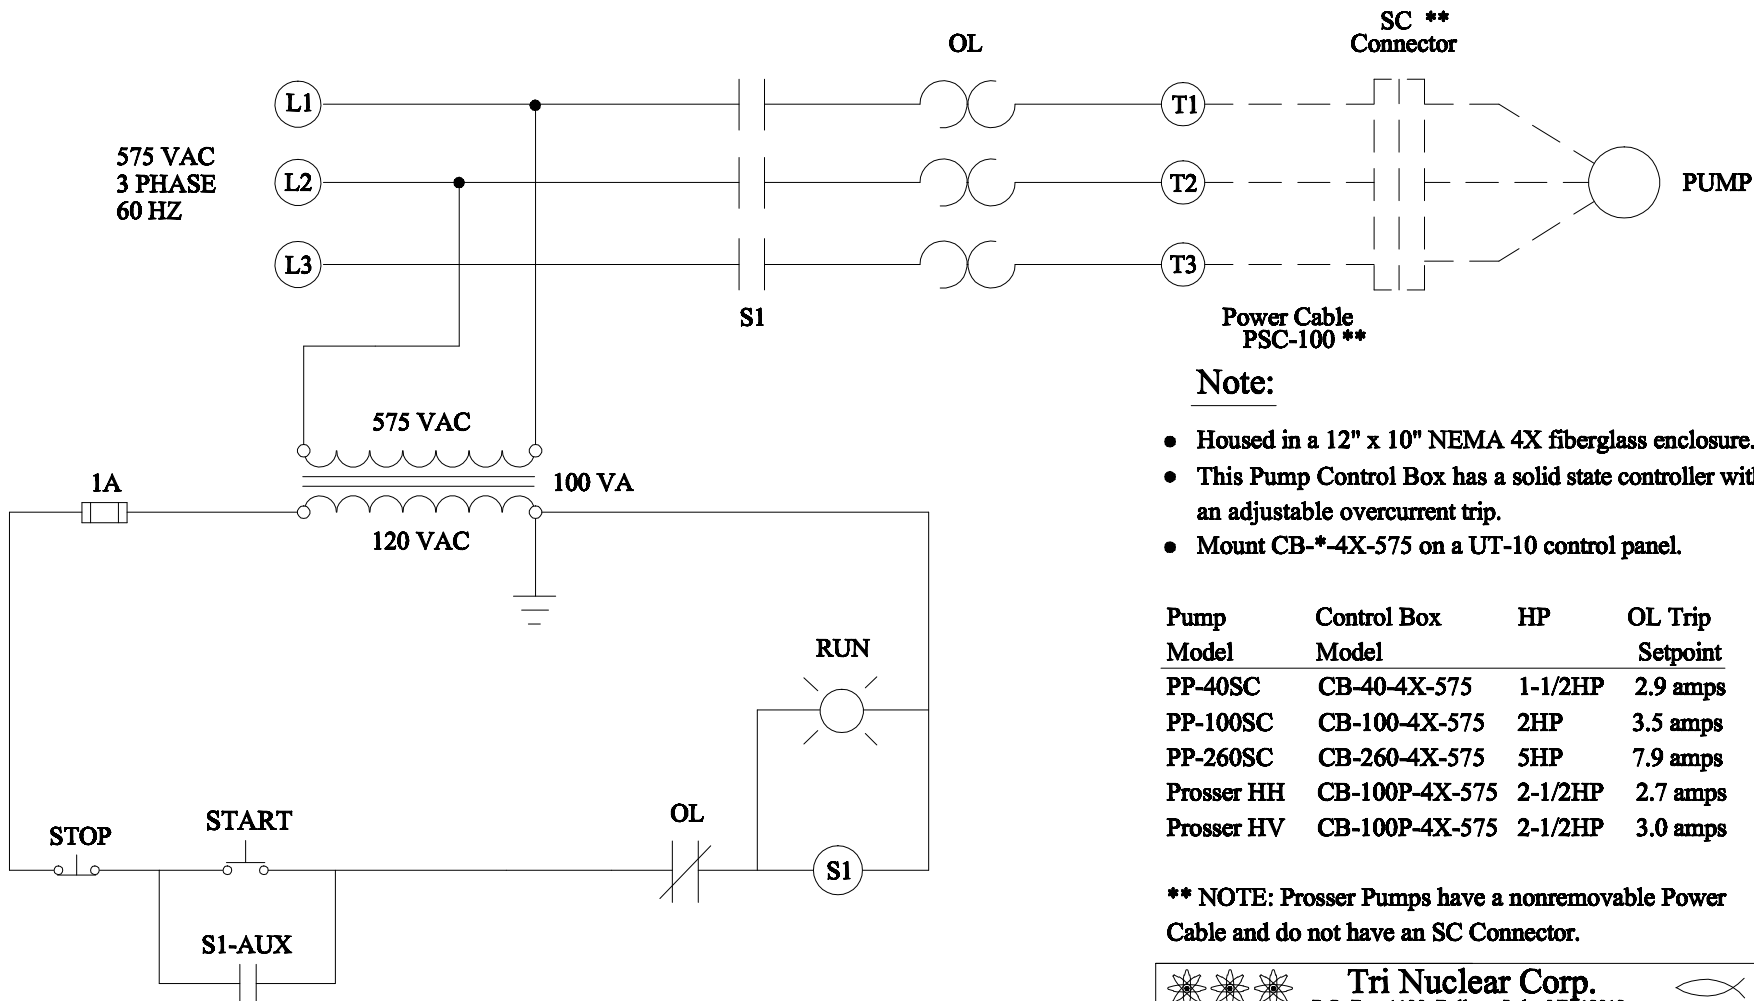 SC **
Connector
OL
L1
T1
575 VAC
3 PHASE
60 HZ
L2
T2
PUMP
L3
T3
S1
Power Cable
PSC-100 **
Note:
575 VAC
● Housed in a 12" x 10" NEMA 4X fiberglass enclosure.
● This Pump Control Box has a solid state controller
an adjustable overcurrent trip.
● Mount CB-*-4X-575 on a UT-10 control panel.
1A
100 VA
120 VAC
Pump Control Box HP OL Trip
Model Model Setpoint
PP-40SC CB-40-4X-575 1-1/2HP 2.9 amps
PP-100SC CB-100-4X-575 2HP 3.5 amps
PP-260SC CB-260-4X-575 5HP 7.9 amps
Prosser HH CB-100P-4X-575 2-1/2HP 2.7 amps
Prosser HV CB-100P-4X-575 2-1/2HP 3.0 amps
RUN
STOP
START
OL
S1
S1-AUX
** NOTE: Prosser Pumps have a nonremovable Power
Cable and do not have an SC Connector.
Tri Nuclear Corp.